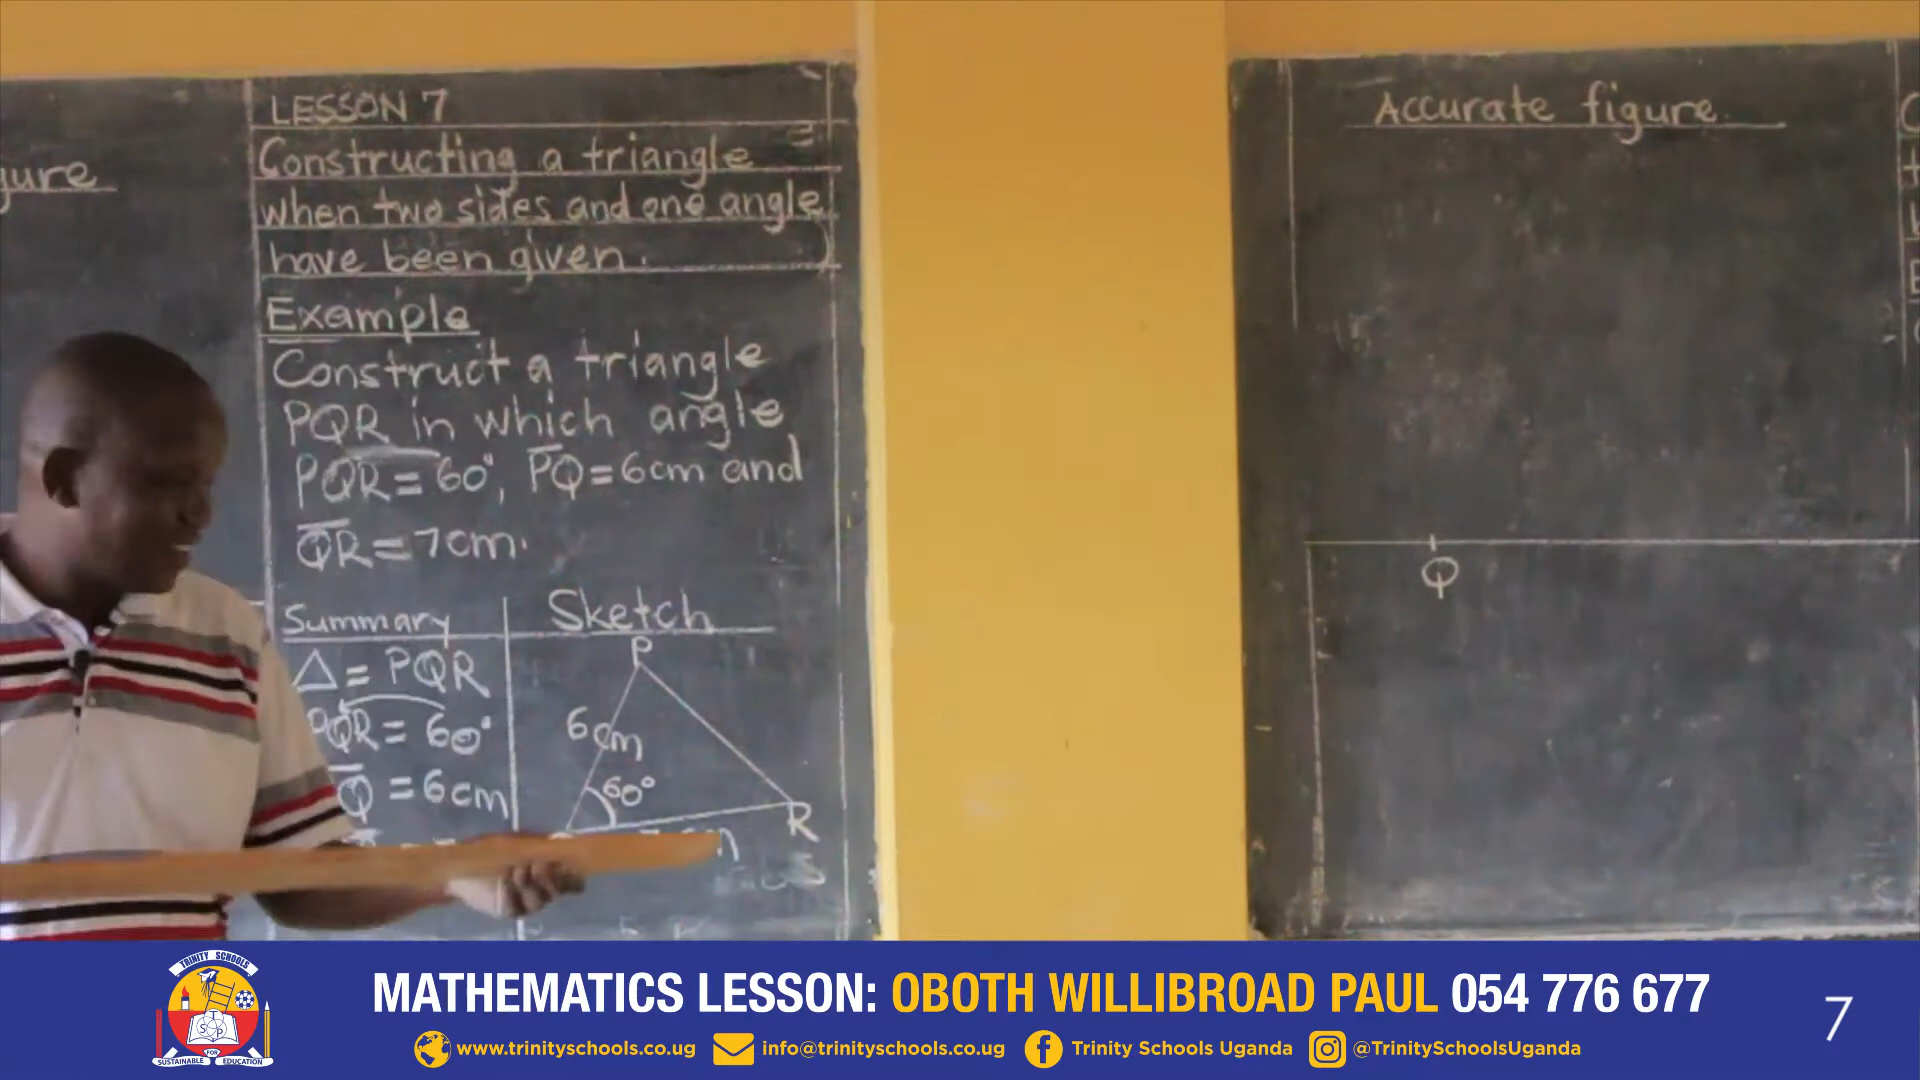 LESSON 7
Constructing a triangle
when two sides and one angle
have been given.
Example
Construct a triangle
PQR in which angle
PQR = 60°, PQ = 6cm and
QR = 7cm.
Summary
△ = PQR
PQR = 60°
Q = 6cm
Sketch
P
6cm
60°
R
Accurate figure
Q
TRINITY SCHOOLS
STP
SUSTAINABLE FOR EDUCATION
MATHEMATICS LESSON: OBOTH WILLIBROAD PAUL 054 776 677
www.trinityschools.co.ug info@trinityschools.co.ug Trinity Schools Uganda @TrinitySchoolsUganda
7